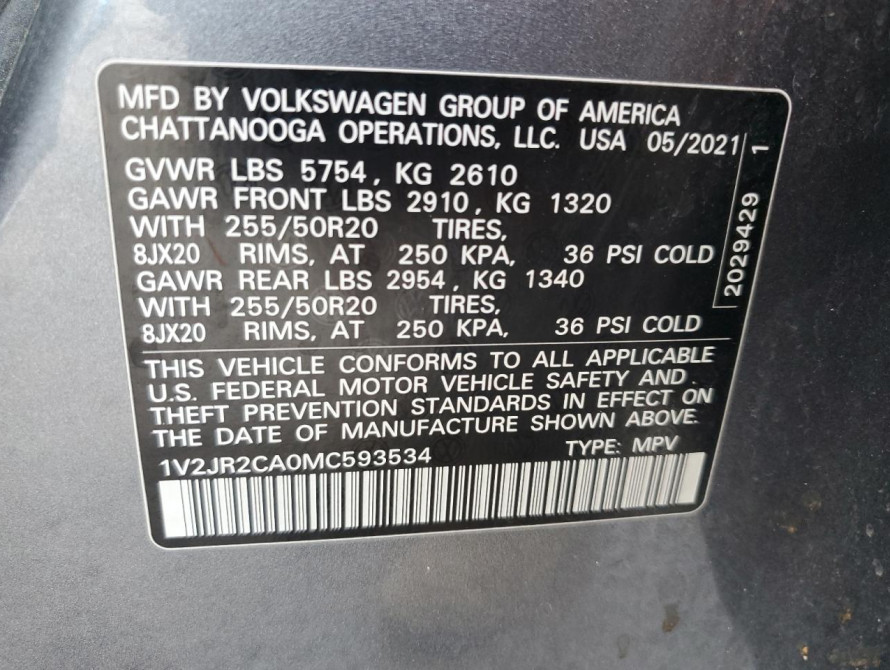 MFD BY VOLKSWAGEN GROUP OF AMERICA
CHATTANOOGA OPERATIONS, LLC. USA 05/2021
GVWR LBS 5754, KG 2610
GAWR FRONT LBS 2910, KG 1320
WITH 255/50R20 TIRES,
8JX20 RIMS, AT 250 KPA, 36 PSI COLD
GAWR REAR LBS 2954, KG 1340
WITH 255/50R20 TIRES,
8JX20 RIMS, AT 250 KPA, 36 PSI COLD
2029429 1
THIS VEHICLE CONFORMS TO ALL APPLICABLE
U.S. FEDERAL MOTOR VEHICLE SAFETY AND
THEFT PREVENTION STANDARDS IN EFFECT ON
THE DATE OF MANUFACTURE SHOWN ABOVE.
1V2JR2CA0MC593534 TYPE: MPV